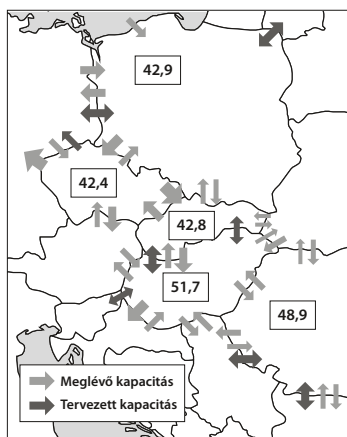 42,9
42,4
42,8
51,7
48,9
Meglévő kapacitás
Tervezett kapacitás